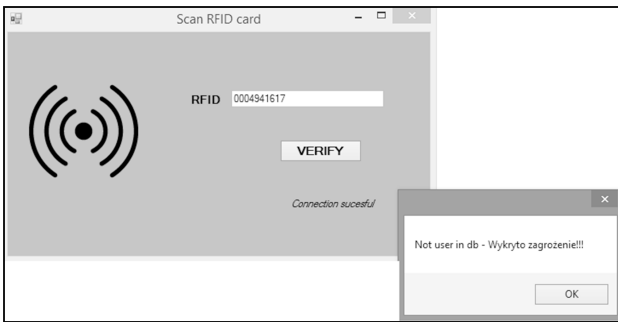 Scan RFID card
RFID 0004941617
VERIFY
Connection sucesful
Not user in db - Wykryto zagrożenie!!!
OK